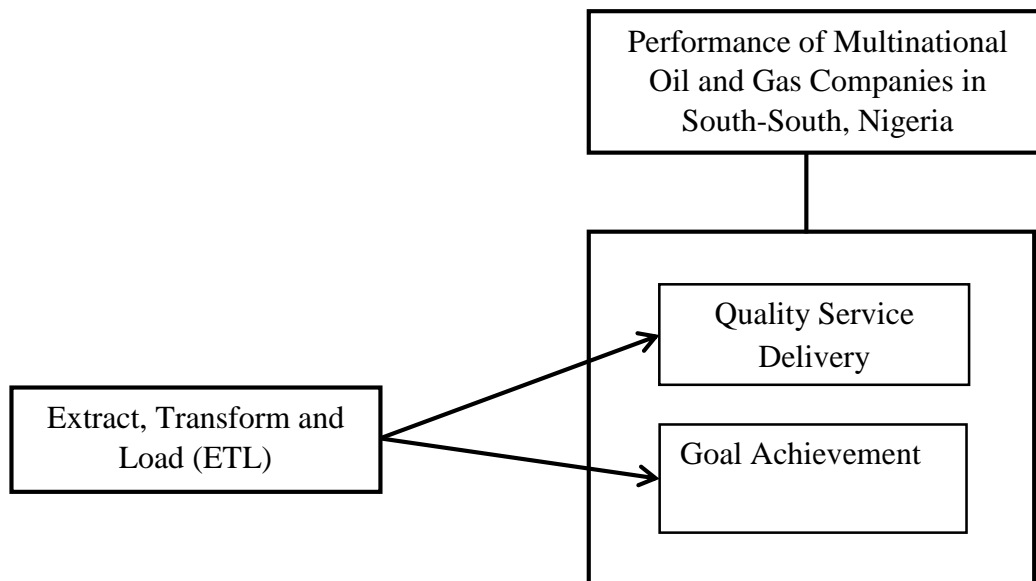 Performance of Multinational
Oil and Gas Companies in
South-South, Nigeria
Quality Service
Delivery
Extract, Transform and
Load (ETL)
Goal Achievement